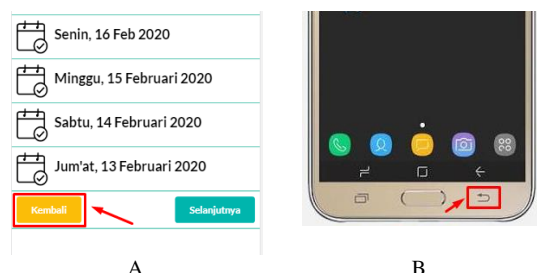 Senin, 16 Feb 2020
Minggu, 15 Februari 2020
Sabtu, 14 Februari 2020
Jum'at, 13 Februari 2020
Kembali
Selanjutnya
A
B